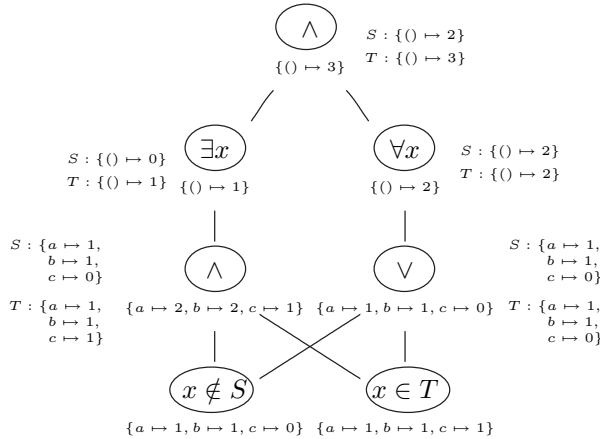 ∧
S : {() ↦ 2}
T : {() ↦ 3}
{() ↦ 3}
∃x
∀x
S : {() ↦ 0}
T : {() ↦ 1}
{() ↦ 1}
{() ↦ 2}
S : {() ↦ 2}
T : {() ↦ 2}
S : {a ↦ 1,
b ↦ 1,
c ↦ 0}
T : {a ↦ 1,
b ↦ 1,
c ↦ 1}
∧
∨
{a ↦ 2, b ↦ 2, c ↦ 1}
{a ↦ 1, b ↦ 1, c ↦ 0}
S : {a ↦ 1,
b ↦ 1,
c ↦ 0}
T : {a ↦ 1,
b ↦ 1,
c ↦ 0}
x ∉ S
x ∈ T
{a ↦ 1, b ↦ 1, c ↦ 0}
{a ↦ 1, b ↦ 1, c ↦ 1}